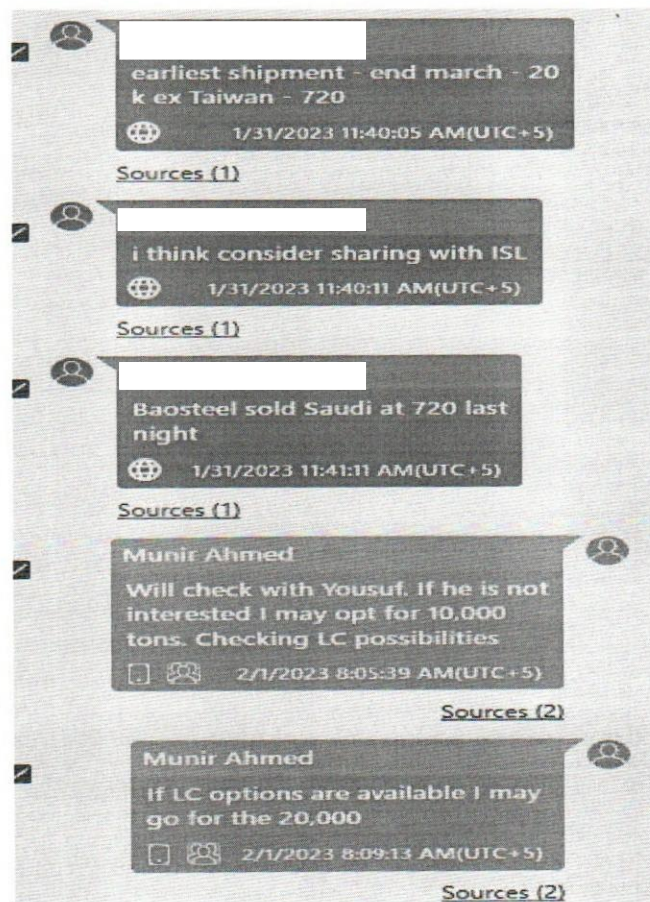 earliest shipment - end march - 20
k ex Taiwan - 720
1/31/2023 11:40:05 AM(UTC+5)
Sources (1)
i think consider sharing with ISL
1/31/2023 11:40:11 AM(UTC+5)
Sources (1)
Baosteel sold Saudi at 720 last
night
1/31/2023 11:41:11 AM(UTC+5)
Sources (1)
Munir Ahmed
Will check with Yousuf. If he is not
interested I may opt for 10,000
tons. Checking LC possibilities
2/1/2023 8:05:39 AM(UTC+5)
Sources (2)
Munir Ahmed
If LC options are available I may
go for the 20,000
2/1/2023 8:09:13 AM(UTC+5)
Sources (2)